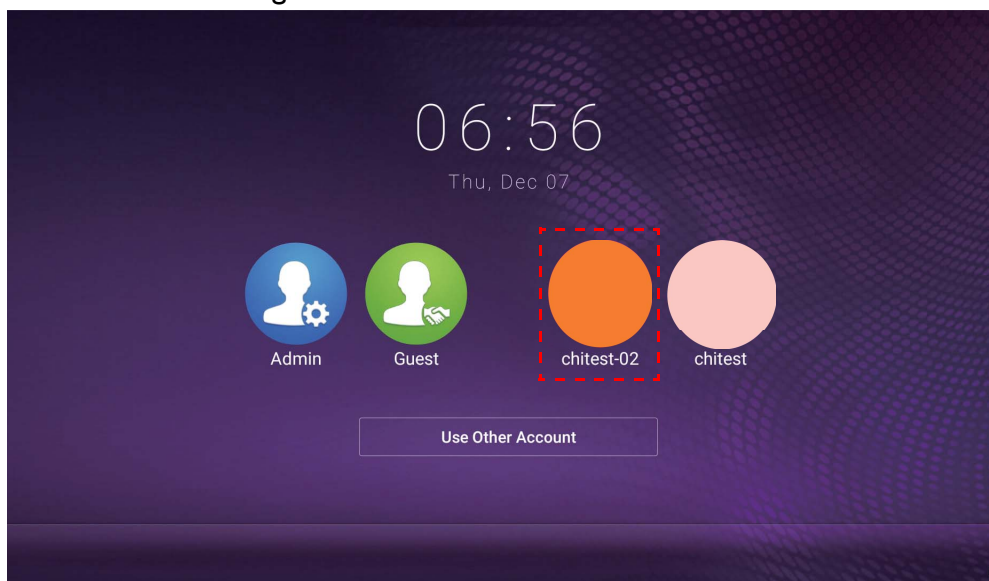 06:56
Thu, Dec 07
Admin
Guest
chitest-02
chitest
Use Other Account